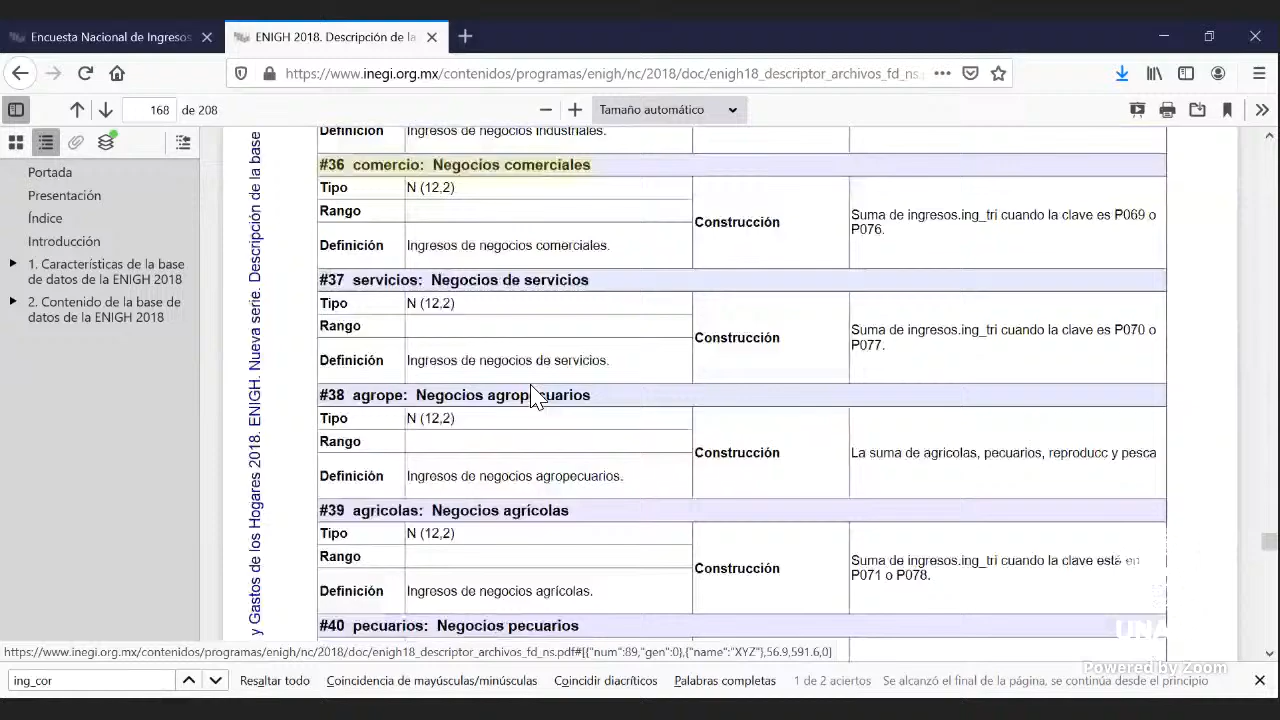 Encuesta Nacional de Ingresos
ENIGH 2018. Descripción de la
https://www.inegi.org.mx/contenidos/programas/enigh/nc/2018/doc/enigh18_descriptor_archivos_fd_ns.
168 de 208
Tamaño automático
Portada
Presentación
Índice
Introducción
1. Características de la base
de datos de la ENIGH 2018
2. Contenido de la base de
datos de la ENIGH 2018
y Gastos de los Hogares 2018. ENIGH. Nueva serie. Descripción de la base
Definición Ingresos de negocios industriales.
#36 comercio: Negocios comerciales
Tipo N (12,2)
Rango
Definición Ingresos de negocios comerciales.
Construcción
Suma de ingresos.ing_tri cuando la clave es P069 o
P076.
#37 servicios: Negocios de servicios
Tipo N (12,2)
Rango
Definición Ingresos de negocios de servicios.
Construcción
Suma de ingresos.ing_tri cuando la clave es P070 o
P077.
#38 agrope: Negocios agropecuarios
Tipo N (12,2)
Rango
Definición Ingresos de negocios agropecuarios.
Construcción
La suma de agricolas, pecuarios, reproducc y pesca
#39 agricolas: Negocios agrícolas
Tipo N (12,2)
Rango
Definición Ingresos de negocios agrícolas.
Construcción
Suma de ingresos.ing_tri cuando la clave está en
P071 o P078.
#40 pecuarios: Negocios pecuarios
https://www.inegi.org.mx/contenidos/programas/enigh/nc/2018/doc/enigh18_descriptor_archivos_fd_ns.pdf#[{"num":89,"gen":0},{"name":"XYZ"},56.9,591.6,0]
Powered by Zoom
ing_cor
Resaltar todo Coincidencia de mayúsculas/minúsculas Coincidir diacríticos Palabras completas 1 de 2 aciertos Se alcanzó el final de la página, se continúa desde el principio